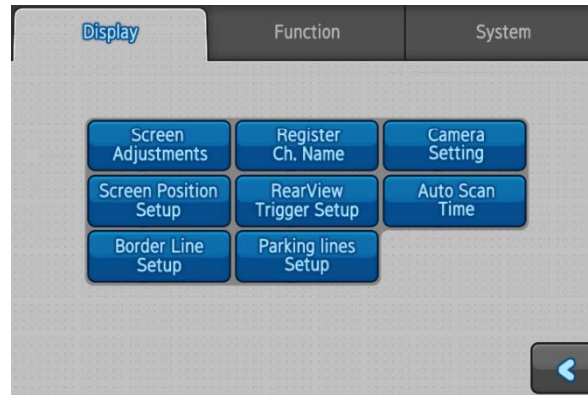 Display
Function
System
Screen
Adjustments
Register
Ch. Name
Camera
Setting
Screen Position
Setup
RearView
Trigger Setup
Auto Scan
Time
Border Line
Setup
Parking lines
Setup